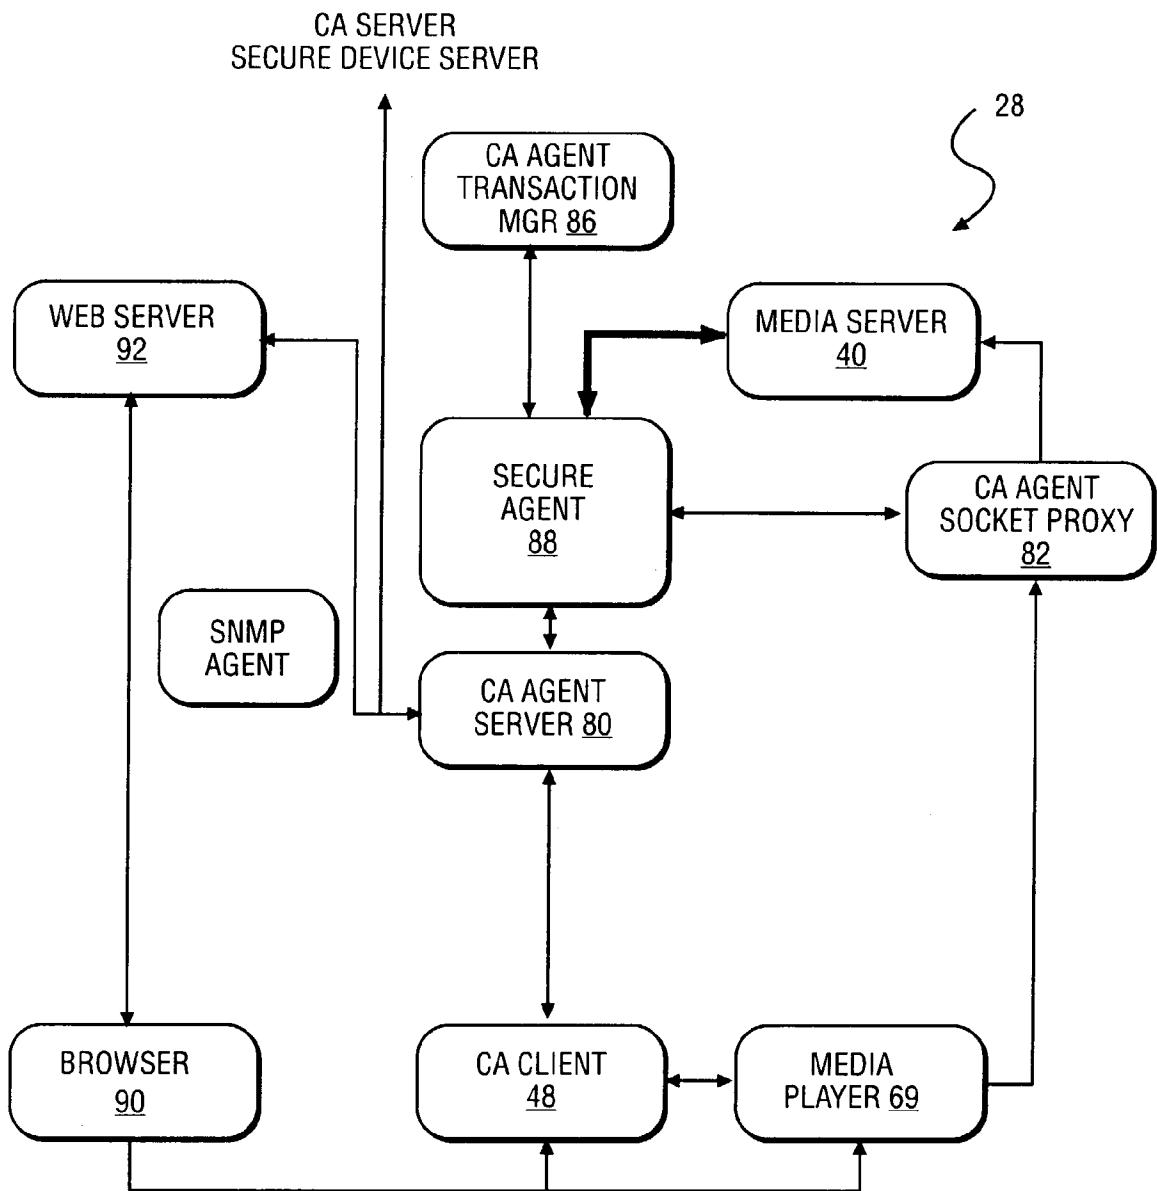 CA SERVER
SECURE DEVICE SERVER
28
CA AGENT
TRANSACTION
MGR 86
WEB SERVER
92
MEDIA SERVER
40
SECURE
AGENT
88
CA AGENT
SOCKET PROXY
82
SNMP
AGENT
CA AGENT
SERVER 80
BROWSER
90
CA CLIENT
48
MEDIA
PLAYER 69